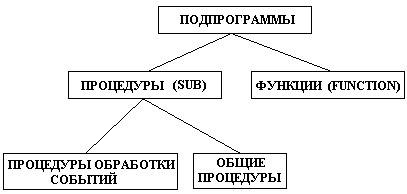 ПОДПРОГРАММЫ
ПРОЦЕДУРЫ (SUB)
ФУНКЦИИ (FUNCTION)
ПРОЦЕДУРЫ ОБРАБОТКИ
СОБЫТИЙ
ОБЩИЕ
ПРОЦЕДУРЫ